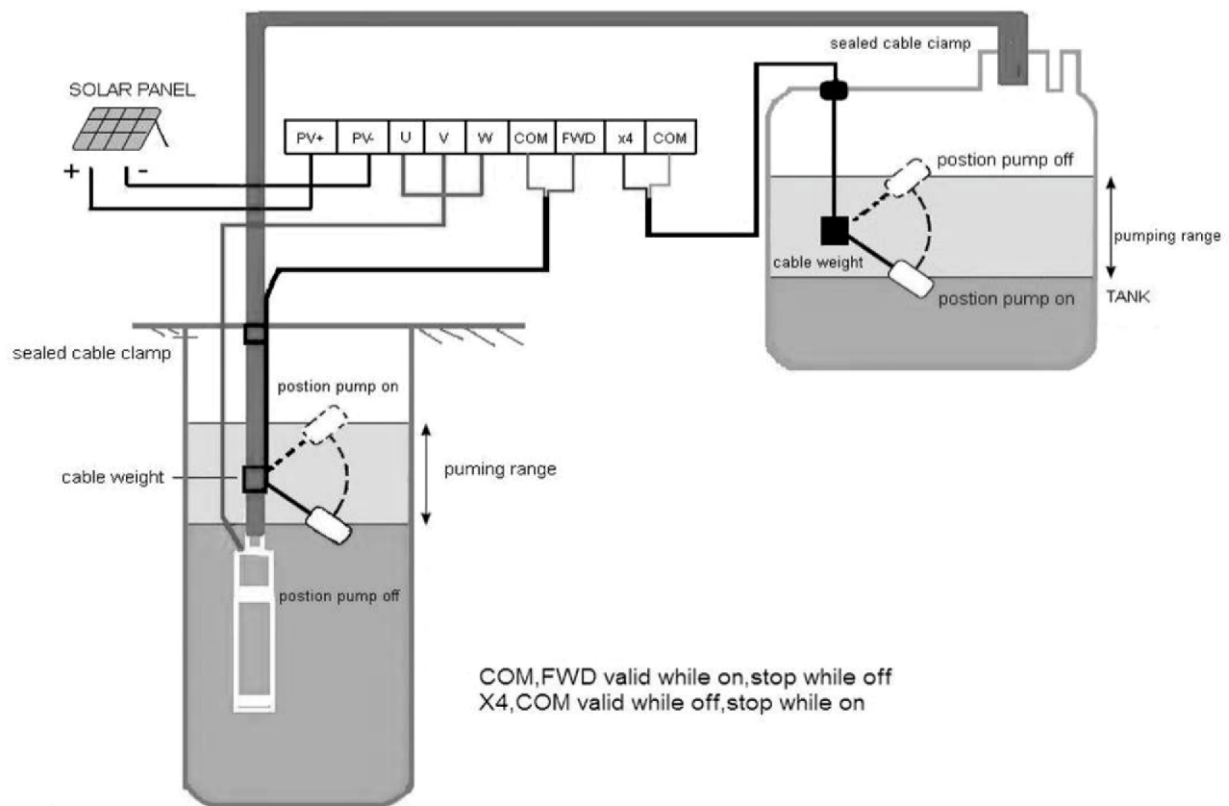 sealed cable clamp
SOLAR PANEL
PV+ PV- U V W COM FWD x4 COM
+ -
postion pump off
pumping range
cable weight
postion pump on
TANK
sealed cable clamp
postion pump on
cable weight
puming range
postion pump off
COM,FWD valid while on,stop while off
X4,COM valid while off,stop while on